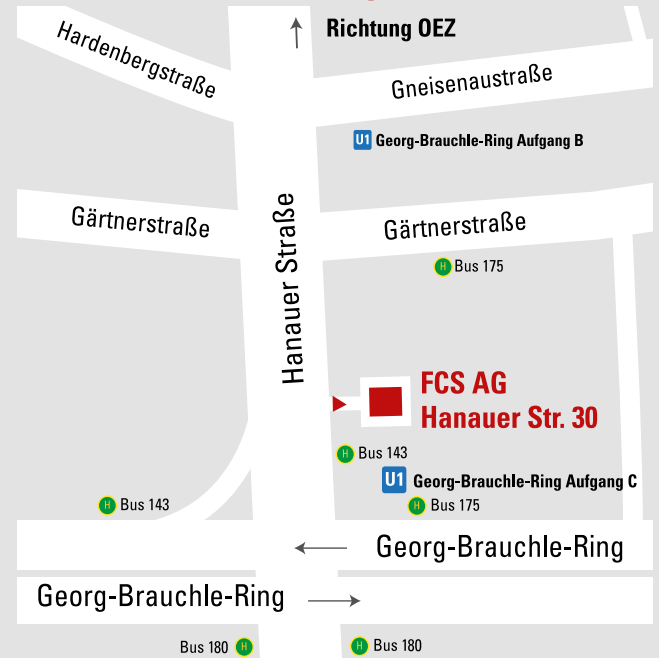 Richtung OEZ
Hardenbergstraße
Gneisenaustraße
U1 Georg-Brauchle-Ring Aufgang B
Gärtnerstraße
Gärtnerstraße
Hanauer Straße
H Bus 175
FCS AG
Hanauer Str. 30
H Bus 143
U1 Georg-Brauchle-Ring Aufgang C
H Bus 143
H Bus 175
Georg-Brauchle-Ring
Georg-Brauchle-Ring
Bus 180 H
H Bus 180